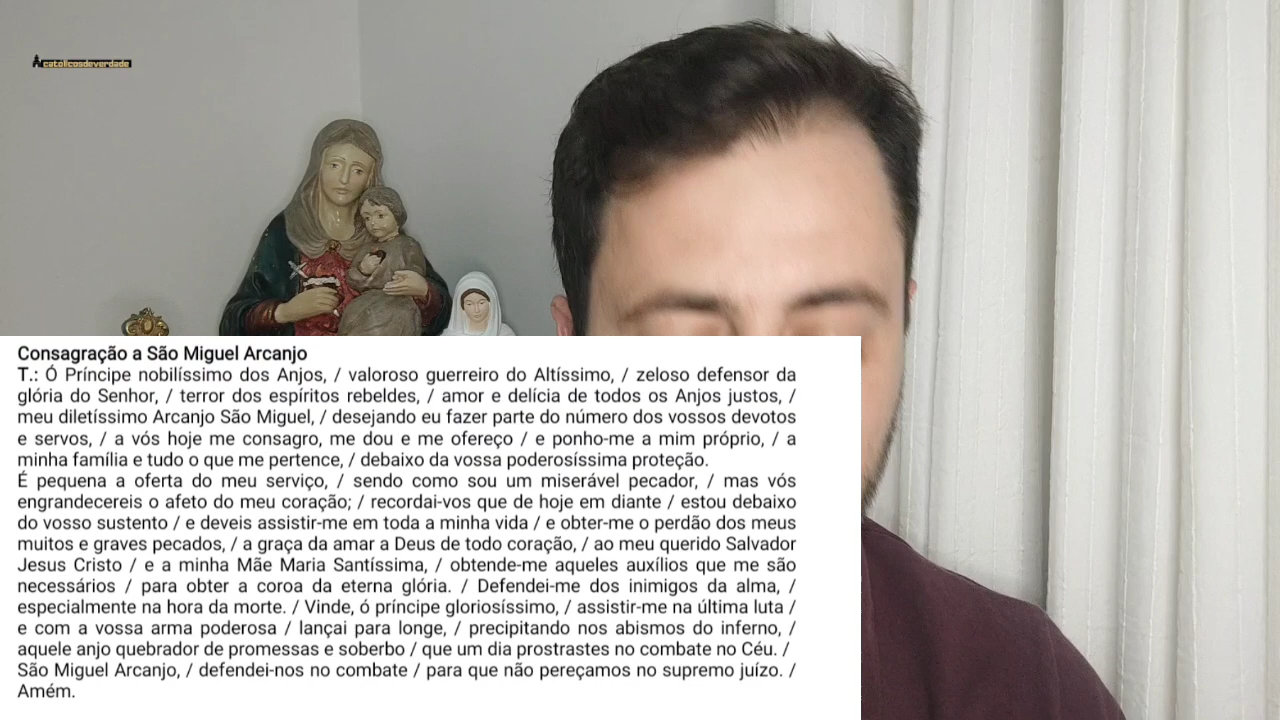 catolicosdeverdade
Consagração a São Miguel Arcanjo
T.: Ó Príncipe nobilíssimo dos Anjos, / valoroso guerreiro do Altíssimo, / zeloso defensor da
glória do Senhor, / terror dos espíritos rebeldes, / amor e delícia de todos os Anjos justos, /
meu diletíssimo Arcanjo São Miguel, / desejando eu fazer parte do número dos vossos devotos
e servos, / a vós hoje me consagro, me dou e me ofereço / e ponho-me a mim próprio, / a
minha família e tudo o que me pertence, / debaixo da vossa poderosíssima proteção.
É pequena a oferta do meu serviço, / sendo como sou um miserável pecador, / mas vós
engrandecereis o afeto do meu coração; / recordai-vos que de hoje em diante / estou debaixo
do vosso sustento / e deveis assistir-me em toda a minha vida / e obter-me o perdão dos meus
muitos e graves pecados, / a graça da amar a Deus de todo coração, / ao meu querido Salvador
Jesus Cristo / e a minha Mãe Maria Santíssima, / obtende-me aqueles auxílios que me são
necessários / para obter a coroa da eterna glória. / Defendei-me dos inimigos da alma, /
especialmente na hora da morte. / Vinde, ó príncipe gloriosíssimo, / assistir-me na última luta /
e com a vossa arma poderosa / lançai para longe, / precipitando nos abismos do inferno, /
aquele anjo quebrador de promessas e soberbo / que um dia prostrastes no combate no Céu. /
São Miguel Arcanjo, / defendei-nos no combate / para que não pereçamos no supremo juízo. /
Amém.